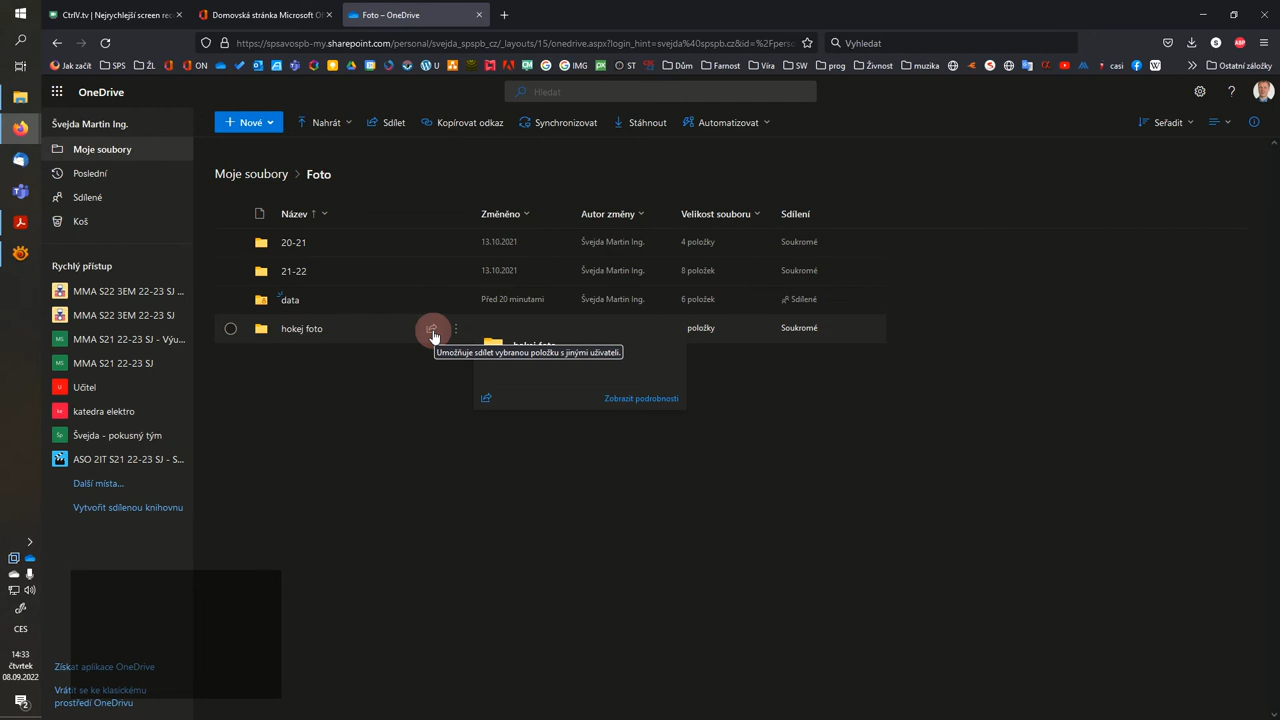 CtrlV.tv | Nejrychlejší screen rec
Domovská stránka Microsoft O
Foto – OneDrive
https://spsavospb-my.sharepoint.com/personal/svejda_spspb_cz/_layouts/15/onedrive.aspx?login_hint=svejda%40spspb.cz&id=%2FPerso
Vyhledat
Jak začít
SPS
ŽL
ON
U
G
G IMG
ST
Dům
Farnost
Víra
SW
prog
Živnost
muzika
casi
Ostatní záložky
OneDrive
Hledat
Švejda Martin Ing.
Nové
Nahrát
Sdílet
Kopírovat odkaz
Synchronizovat
Stáhnout
Automatizovat
Seřadit
Moje soubory
Poslední
Sdílené
Koš
Rychlý přístup
MMA S22 3EM 22-23 SJ ...
MMA S22 3EM 22-23 SJ
MS MMA S21 22-23 SJ - Výu...
MS MMA S21 22-23 SJ
U Učitel
ke katedra elektro
Šp Švejda - pokusný tým
ASO 2IT S21 22-23 SJ - S...
Další místa...
Vytvořit sdílenou knihovnu
Moje soubory > Foto
Název ↑
Změněno
Autor změny
Velikost souboru
Sdílení
20-21 13.10.2021 Švejda Martin Ing. 4 položky Soukromé
21-22 13.10.2021 Švejda Martin Ing. 8 položek Soukromé
data Před 20 minutami Švejda Martin Ing. 6 položek Sdílené
hokej foto položky Soukromé
hokej foto
Umožňuje sdílet vybranou položku s jinými uživateli.
Zobrazit podrobnosti
CES
14:33
čtvrtek
08.09.2022
2
Získat aplikace OneDrive
Vrátit se ke klasickému
prostředí OneDrivu